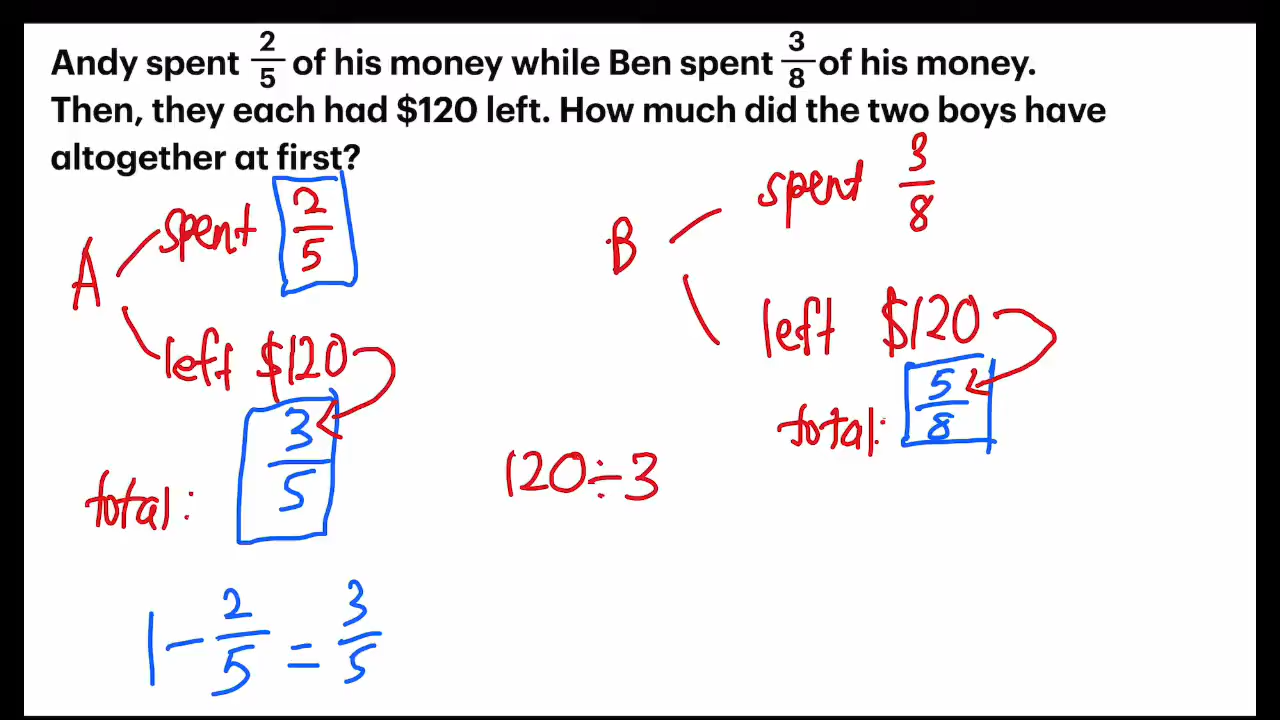 Andy spent 2/5 of his money while Ben spent 3/8 of his money.
Then, they each had $120 left. How much did the two boys have
altogether at first?
A
spent 2/5
left $120
3/5
total:
1 - 2/5 = 3/5
120÷3
B
spent 3/8
left $120
total: 5/8